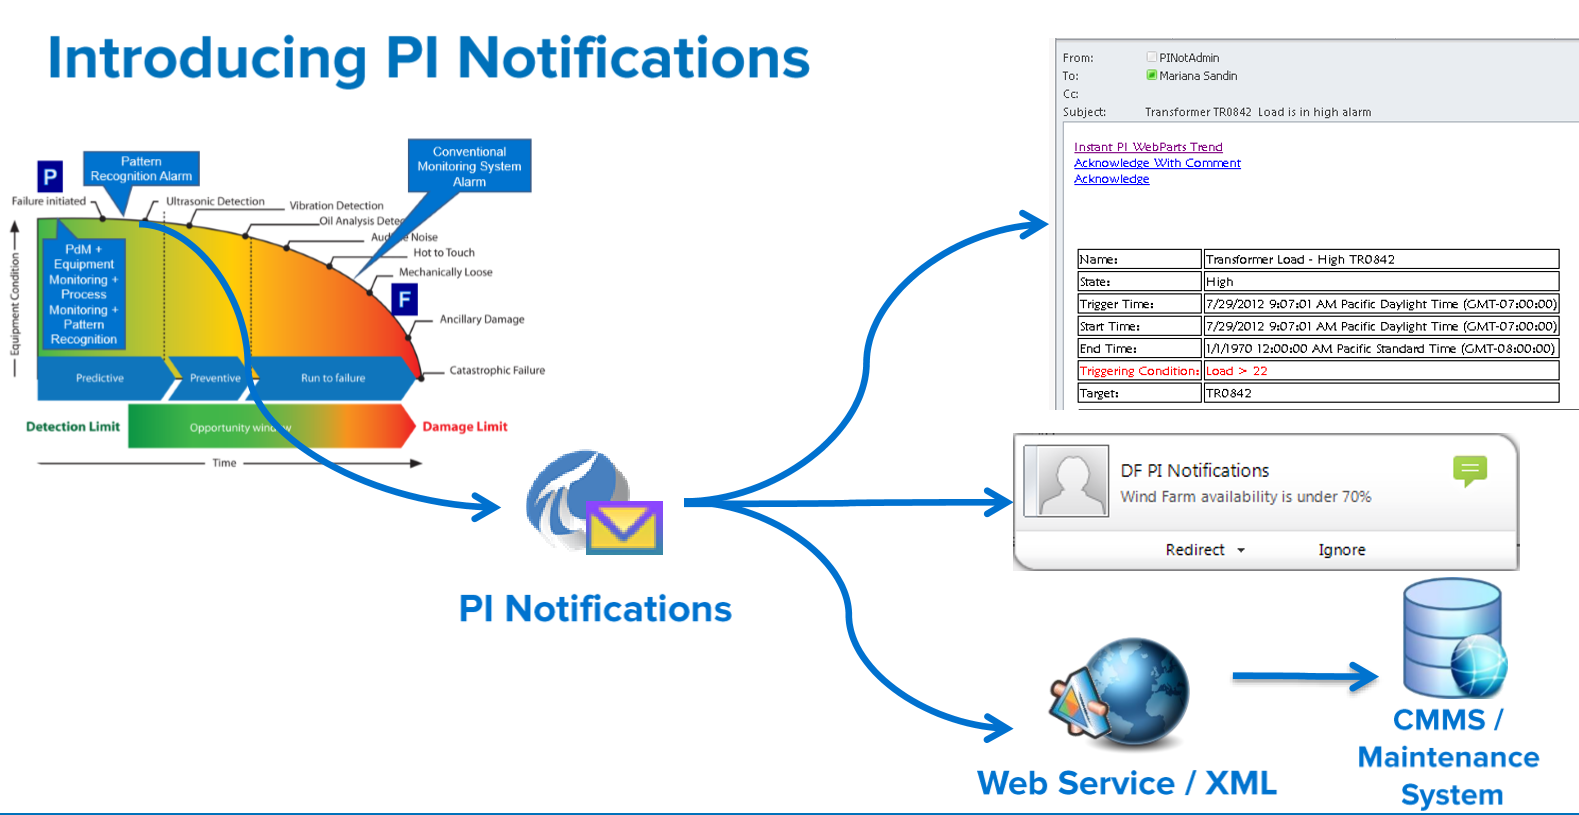 Introducing PI Notifications
Pattern
Recognition Alarm
Conventional
Monitoring System
Alarm
P
Failure initiated
Ultrasonic Detection
Vibration Detection
Oil Analysis Detec
Aud e Noise
Hot to Touch
Mechanically Loose
F
Ancillary Damage
Catastrophic Failure
Equipment Condition
PdM +
Equipment
Monitoring +
Process
Monitoring +
Pattern
Recognition
Predictive
Preventive
Run to failure
Detection Limit
Opportunity window
Damage Limit
Time
PI Notifications
From: PINotAdmin
To: Mariana Sandin
Cc:
Subject: Transformer TR0842 Load is in high alarm
Instant PI WebParts Trend
Acknowledge With Comment
Acknowledge
Name: Transformer Load - High TR0842
State: High
Trigger Time: 7/29/2012 9:07:01 AM Pacific Daylight Time (GMT-07:00:00)
Start Time: 7/29/2012 9:07:01 AM Pacific Daylight Time (GMT-07:00:00)
End Time: 1/1/1970 12:00:00 AM Pacific Standard Time (GMT-08:00:00)
Triggering Condition: Load > 22
Target: TR0842
DF PI Notifications
Wind Farm availability is under 70%
Redirect
Ignore
Web Service / XML
CMMS /
Maintenance
System